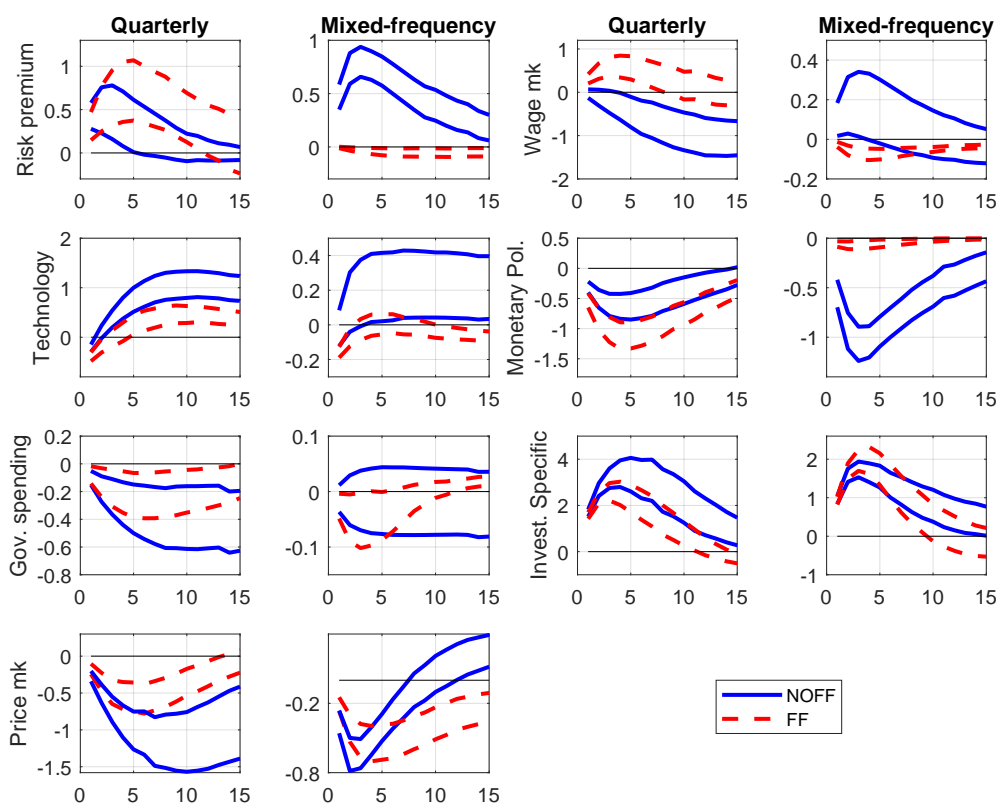 Quarterly Mixed-frequency Quarterly Mixed-frequency
Risk premium
1
0.5
0
0 5 10 15
1
0.5
0
0 5 10 15
Wage mk
1
0
-1
-2
0 5 10 15
0.4
0.2
0
-0.2
0 5 10 15
Technology
2
1
0
0 5 10 15
0.4
0.2
0
-0.2
0 5 10 15
Monetary Pol.
0.5
0
-0.5
-1
-1.5
0 5 10 15
0
-0.5
-1
0 5 10 15
Gov. spending
0.2
0
-0.2
-0.4
-0.6
-0.8
0 5 10 15
0.1
0
-0.1
0 5 10 15
Invest. Specific
4
2
0
0 5 10 15
2
1
0
-1
0 5 10 15
Price mk
0
-0.5
-1
-1.5
0 5 10 15
-0.2
-0.8
0 5 10 15
NOFF
FF